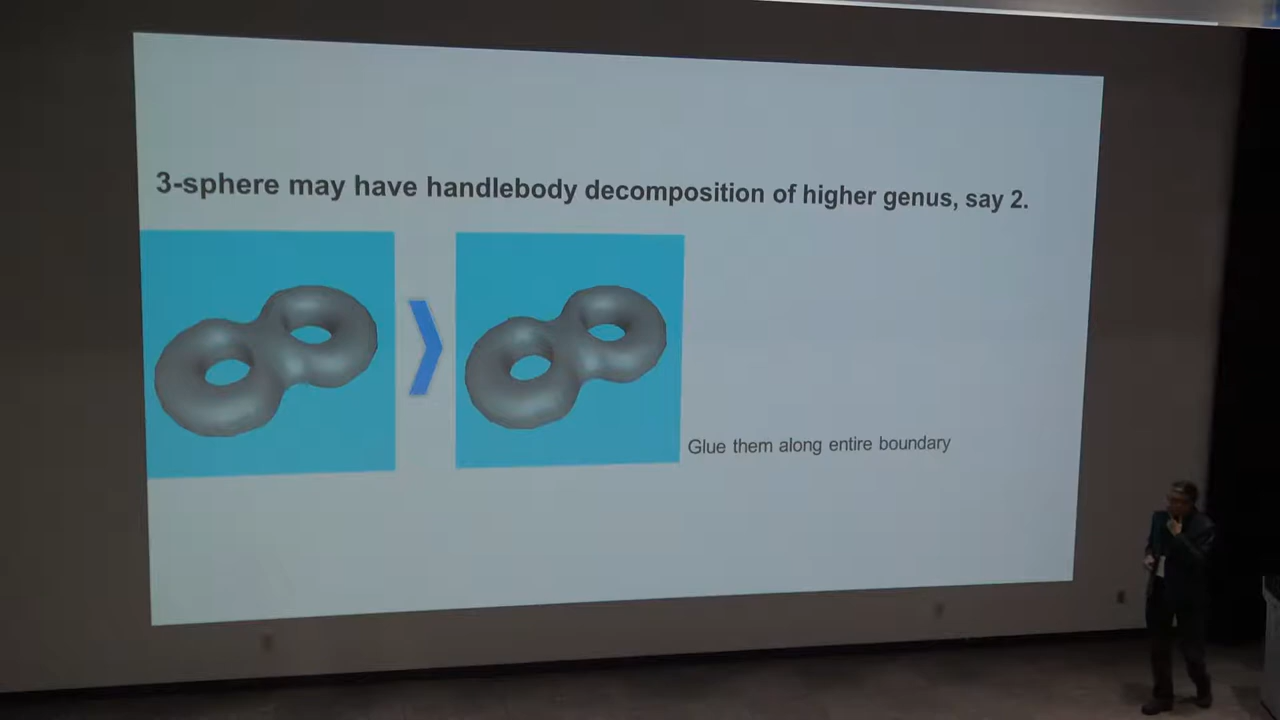 3-sphere may have handlebody decomposition of higher genus, say 2.
Glue them along entire boundary